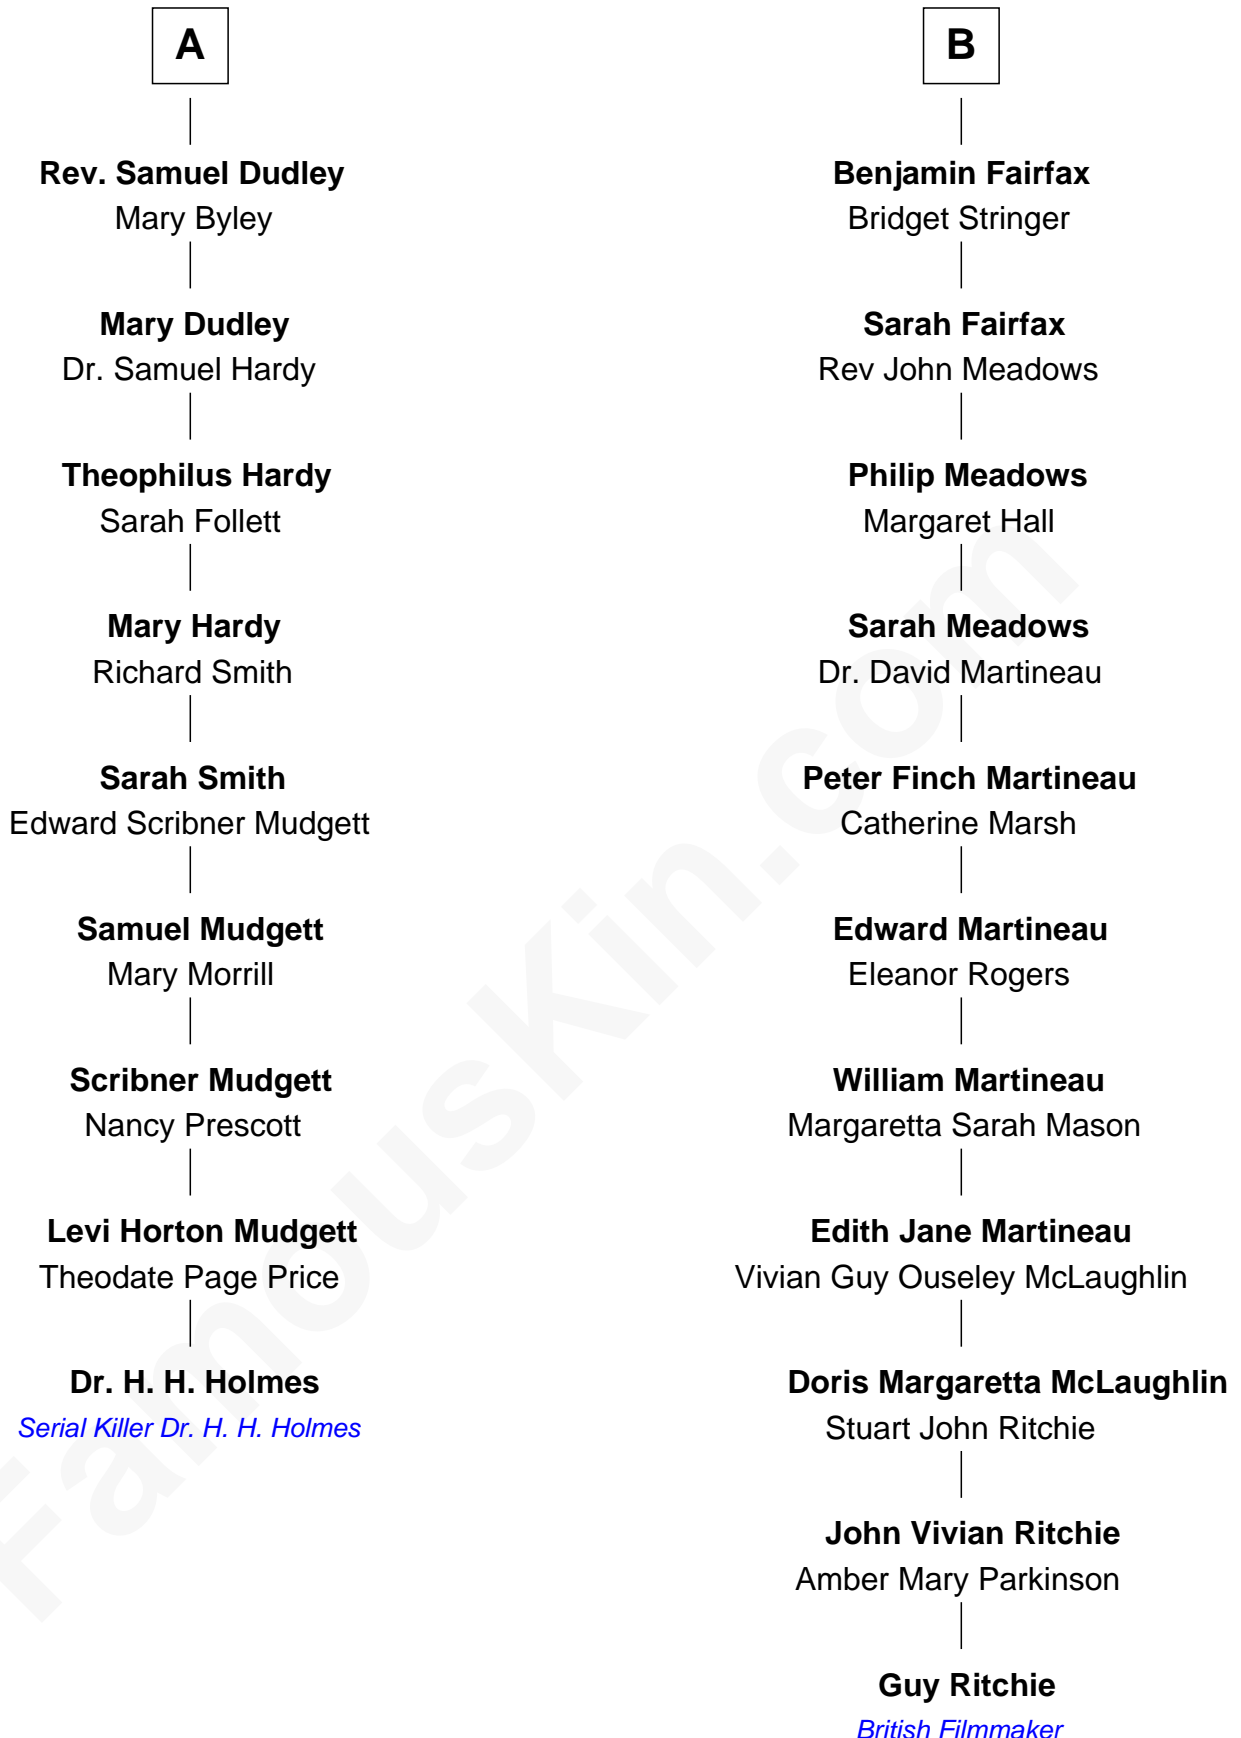 A
Rev. Samuel Dudley
Mary Byley
Mary Dudley
Dr. Samuel Hardy
Theophilus Hardy
Sarah Follett
Mary Hardy
Richard Smith
Sarah Smith
Edward Scribner Mudgett
Samuel Mudgett
Mary Morrill
Scribner Mudgett
Nancy Prescott
Levi Horton Mudgett
Theodate Page Price
Dr. H. H. Holmes
Serial Killer Dr. H. H. Holmes
B
Benjamin Fairfax
Bridget Stringer
Sarah Fairfax
Rev John Meadows
Philip Meadows
Margaret Hall
Sarah Meadows
Dr. David Martineau
Peter Finch Martineau
Catherine Marsh
Edward Martineau
Eleanor Rogers
William Martineau
Margaretta Sarah Mason
Edith Jane Martineau
Vivian Guy Ouseley McLaughlin
Doris Margaretta McLaughlin
Stuart John Ritchie
John Vivian Ritchie
Amber Mary Parkinson
Guy Ritchie
British Filmmaker
FamousKin.com